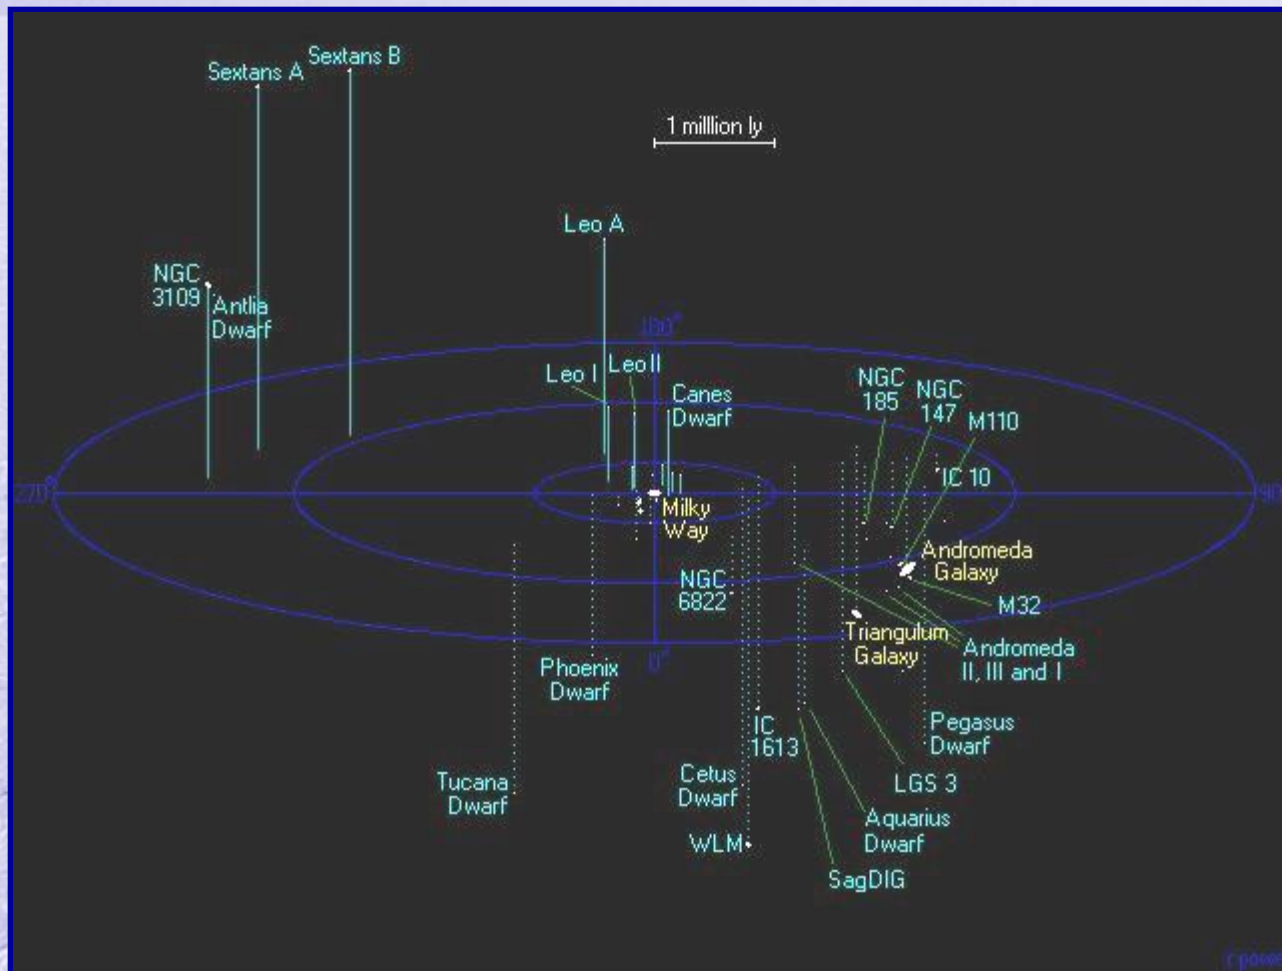 Sextans B
Sextans A
1 milllion ly
Leo A
NGC
3109
Antlia
Dwarf
180°
Leo I
Leo II
Canes
Dwarf
NGC
185
NGC
147
M110
IC 10
270°
90
Milky
Way
Andromeda
Galaxy
NGC
6822
M32
Triangulum
Galaxy
Andromeda
II, III and I
0°
Phoenix
Dwarf
IC
1613
Pegasus
Dwarf
Tucana
Dwarf
Cetus
Dwarf
LGS 3
Aquarius
Dwarf
WLM
SagDIG